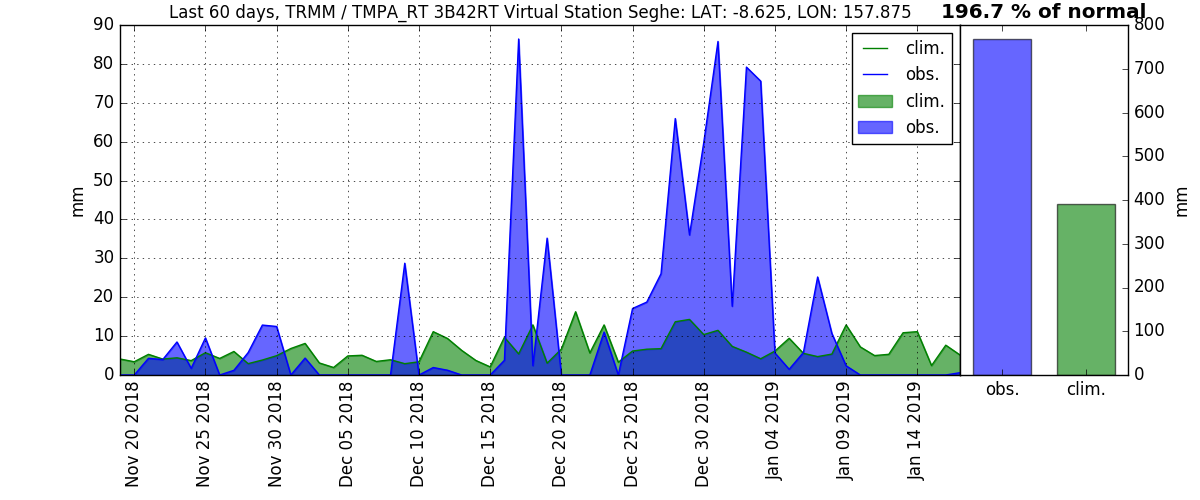 Last 60 days, TRMM / TMPA_RT 3B42RT Virtual Station Seghe: LAT: -8.625, LON: 157.875
196.7 % of normal
90
80
70
60
50
40
30
20
10
0
mm
clim.
obs.
clim.
obs.
Nov 20 2018
Nov 25 2018
Nov 30 2018
Dec 05 2018
Dec 10 2018
Dec 15 2018
Dec 20 2018
Dec 25 2018
Dec 30 2018
Jan 04 2019
Jan 09 2019
Jan 14 2019
800
700
600
500
400
300
200
100
0
mm
obs.
clim.